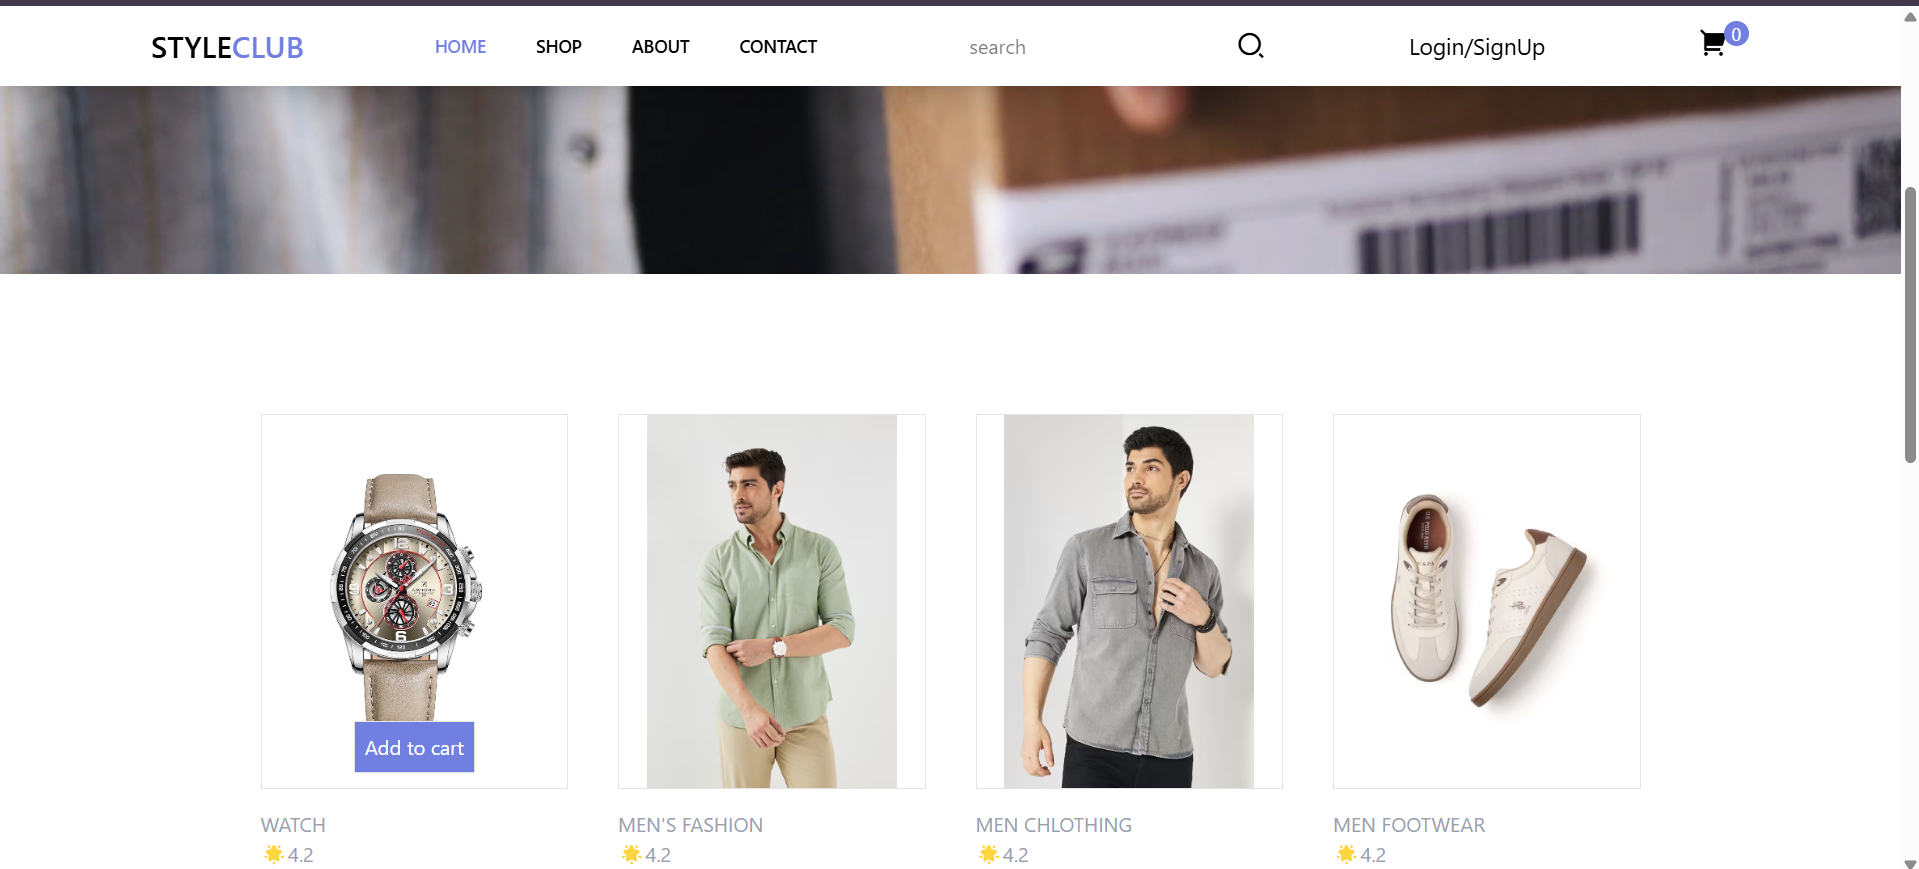 STYLECLUB
HOME SHOP ABOUT CONTACT search Login/SignUp 0
Add to cart
WATCH MEN'S FASHION MEN CHLOTHING MEN FOOTWEAR
4.2 4.2 4.2 4.2